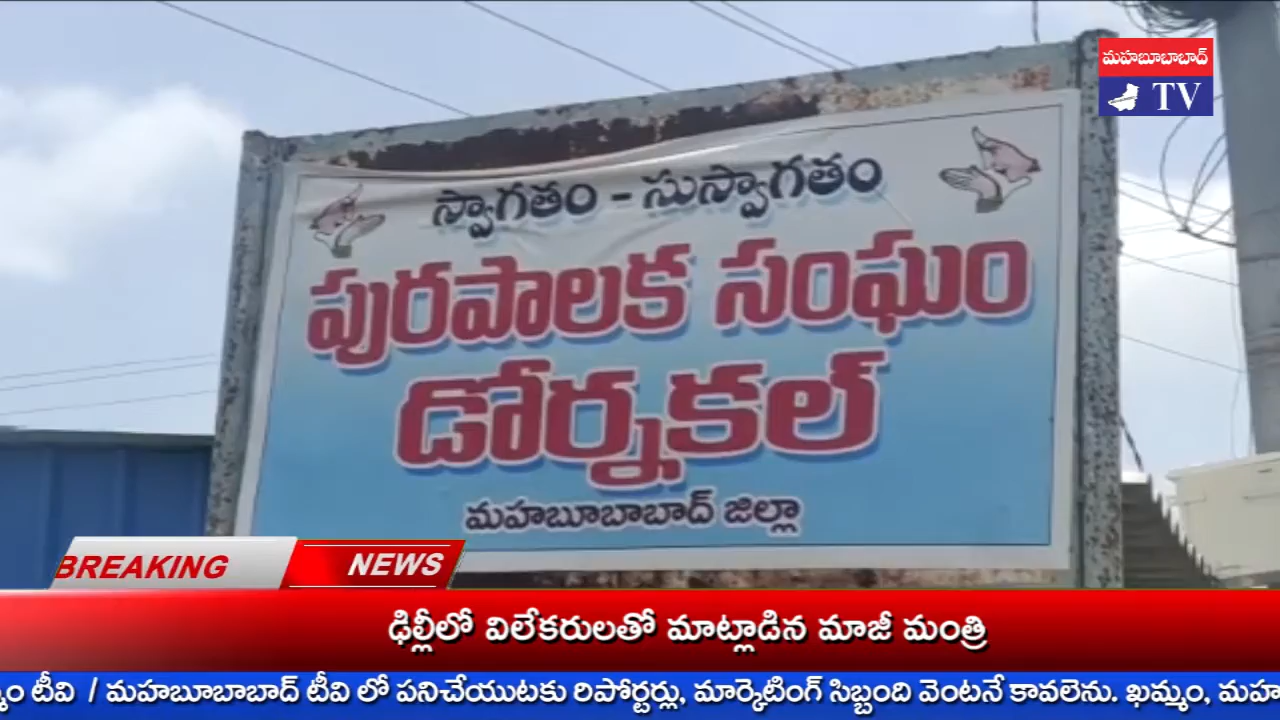 మహబూబాబాద్
TV
స్వాగతం - సుస్వాగతం
పురపాలక సంఘం
డోర్నకల్
మహబూబాబాద్ జిల్లా
BREAKING NEWS
ఢిల్లీలో విలేకరులతో మాట్లాడిన మాజీ మంత్రి
టీవి / మహబూబాబాద్ టీవి లో పనిచేయుటకు రిపోర్టర్లు, మార్కెటింగ్ సిబ్బంది వెంటనే కావలెను. ఖమ్మం,